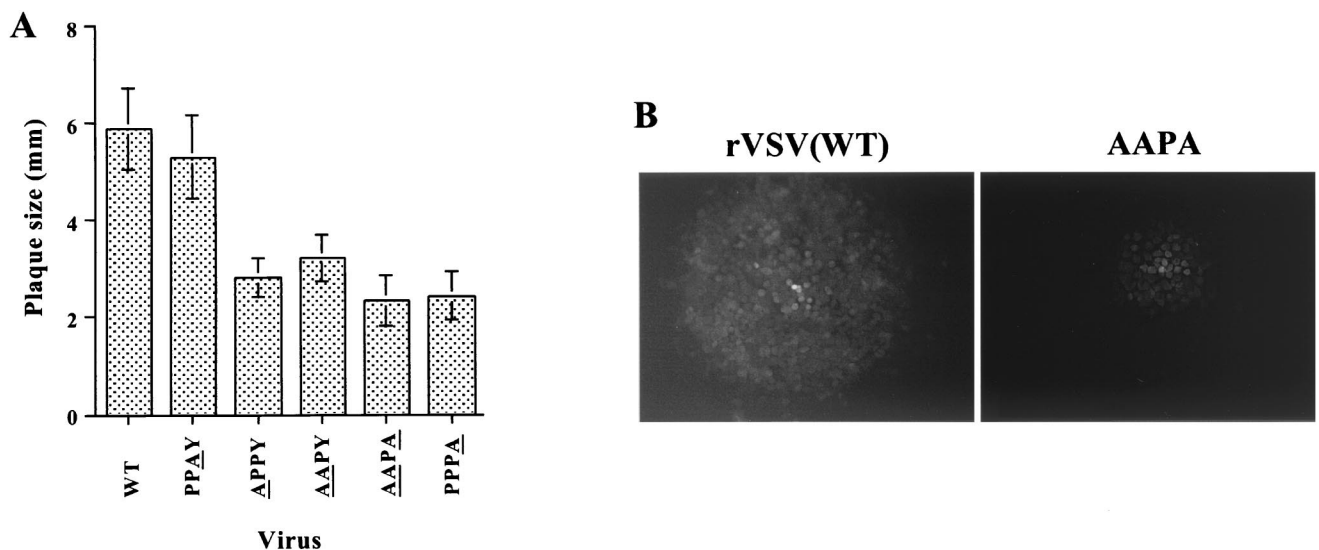 A
8
6
4
2
0
Plaque size (mm)
WT
PPAY
APPY
AAPY
AAPA
PPPA
Virus
B
rVSV(WT)
AAPA